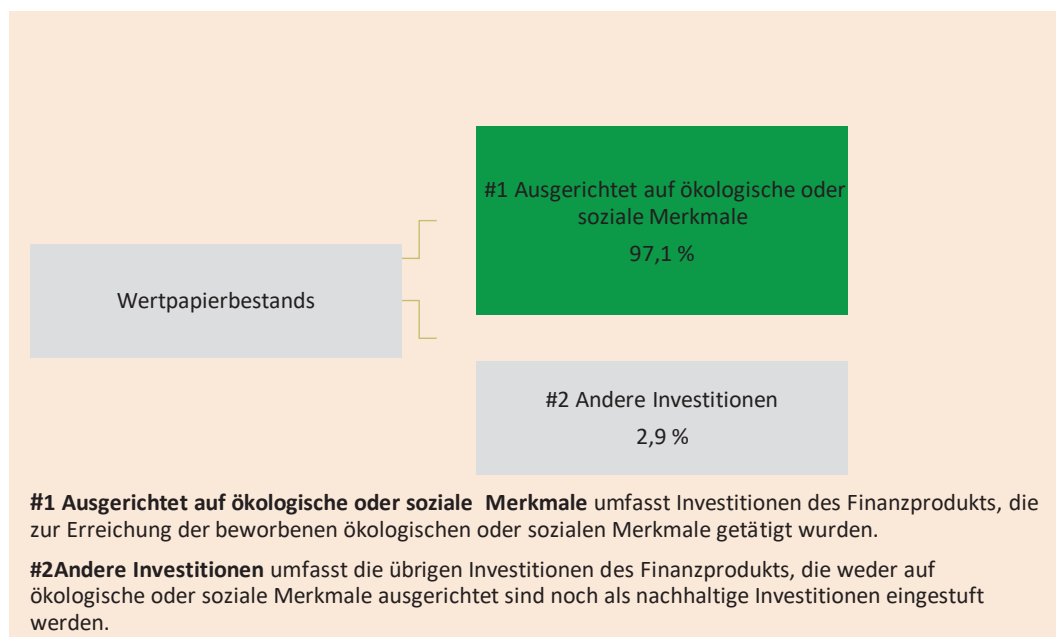 #1 Ausgerichtet auf ökologische oder
soziale Merkmale
97,1 %
Wertpapierbestands
#2 Andere Investitionen
2,9 %
#1 Ausgerichtet auf ökologische oder soziale  Merkmale umfasst Investitionen des Finanzprodukts, die
zur Erreichung der beworbenen ökologischen oder sozialen Merkmale getätigt wurden.
#2Andere Investitionen umfasst die übrigen Investitionen des Finanzprodukts, die weder auf
ökologische oder soziale Merkmale ausgerichtet sind noch als nachhaltige Investitionen eingestuft
werden.